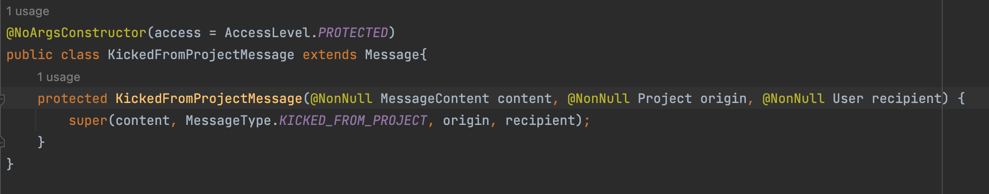 1 usage
@NoArgsConstructor(access = AccessLevel.PROTECTED)
public class KickedFromProjectMessage extends Message{
1 usage
protected KickedFromProjectMessage(@NonNull MessageContent content, @NonNull Project origin, @NonNull User recipient) {
super(content, MessageType.KICKED_FROM_PROJECT, origin, recipient);
}
}